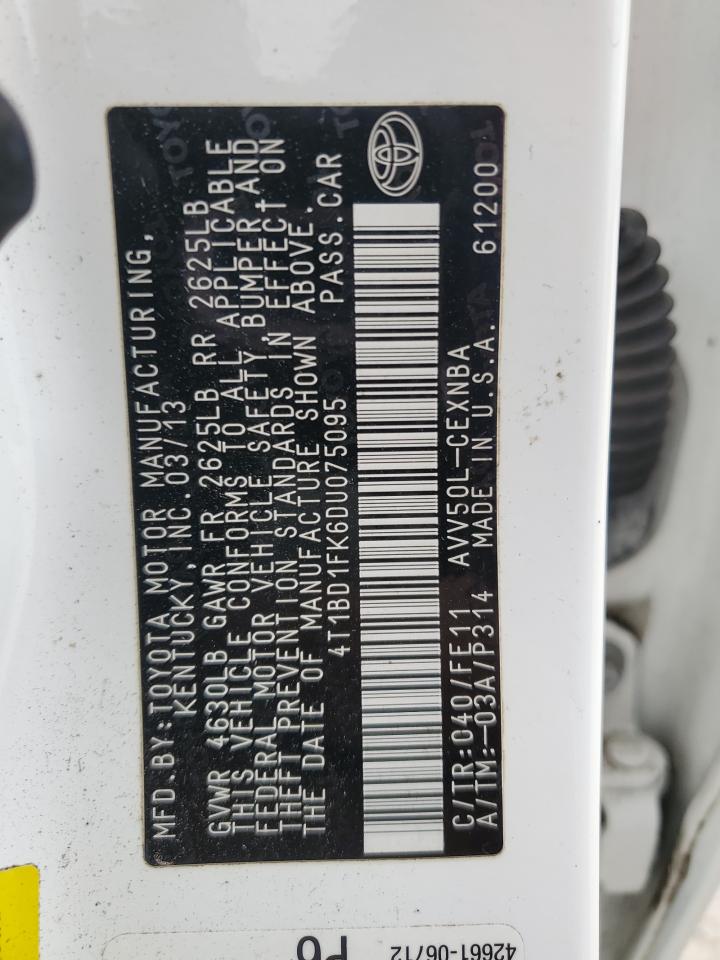 MFD.BY:TOYOTA MOTOR MANUFACTURING,
KENTUCKY,INC.03/13
GVWR 4630LB GAWR FR 2625LB RR 2625LB
THIS VEHICLE CONFORMS TO ALL APPLICABLE
FEDERAL MOTOR VEHICLE SAFETY,BUMPER,AND
THEFT PREVENTION STANDARDS IN EFFECT ON
THE DATE OF MANUFACTURE SHOWN ABOVE.
4T1BD1FK6DU075095 PASS.CAR
C/TR:040/FE11 AVV50L-CEXNBA
A/TM:-03A/P314 MADE IN U.S.A. 612000
42661-06/12